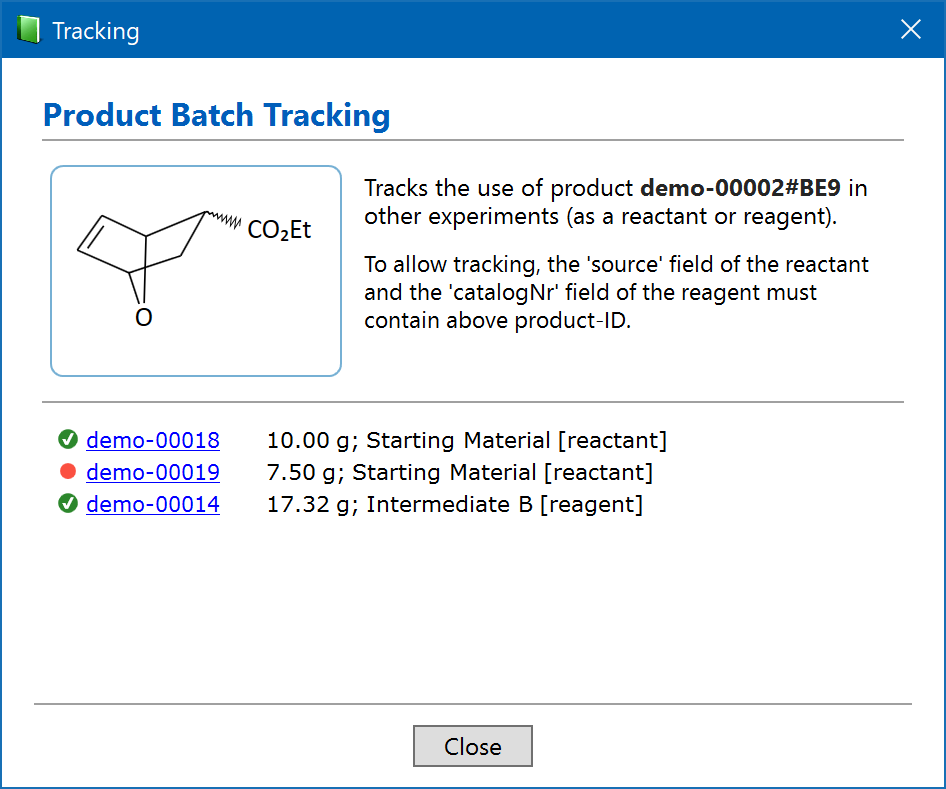 Tracking
Product Batch Tracking
CO₂Et
O
Tracks the use of product demo-00002#BE9 in
other experiments (as a reactant or reagent).
To allow tracking, the 'source' field of the reactant
and the 'catalogNr' field of the reagent must
contain above product-ID.
demo-00018 10.00 g; Starting Material [reactant]
demo-00019 7.50 g; Starting Material [reactant]
demo-00014 17.32 g; Intermediate B [reagent]
Close